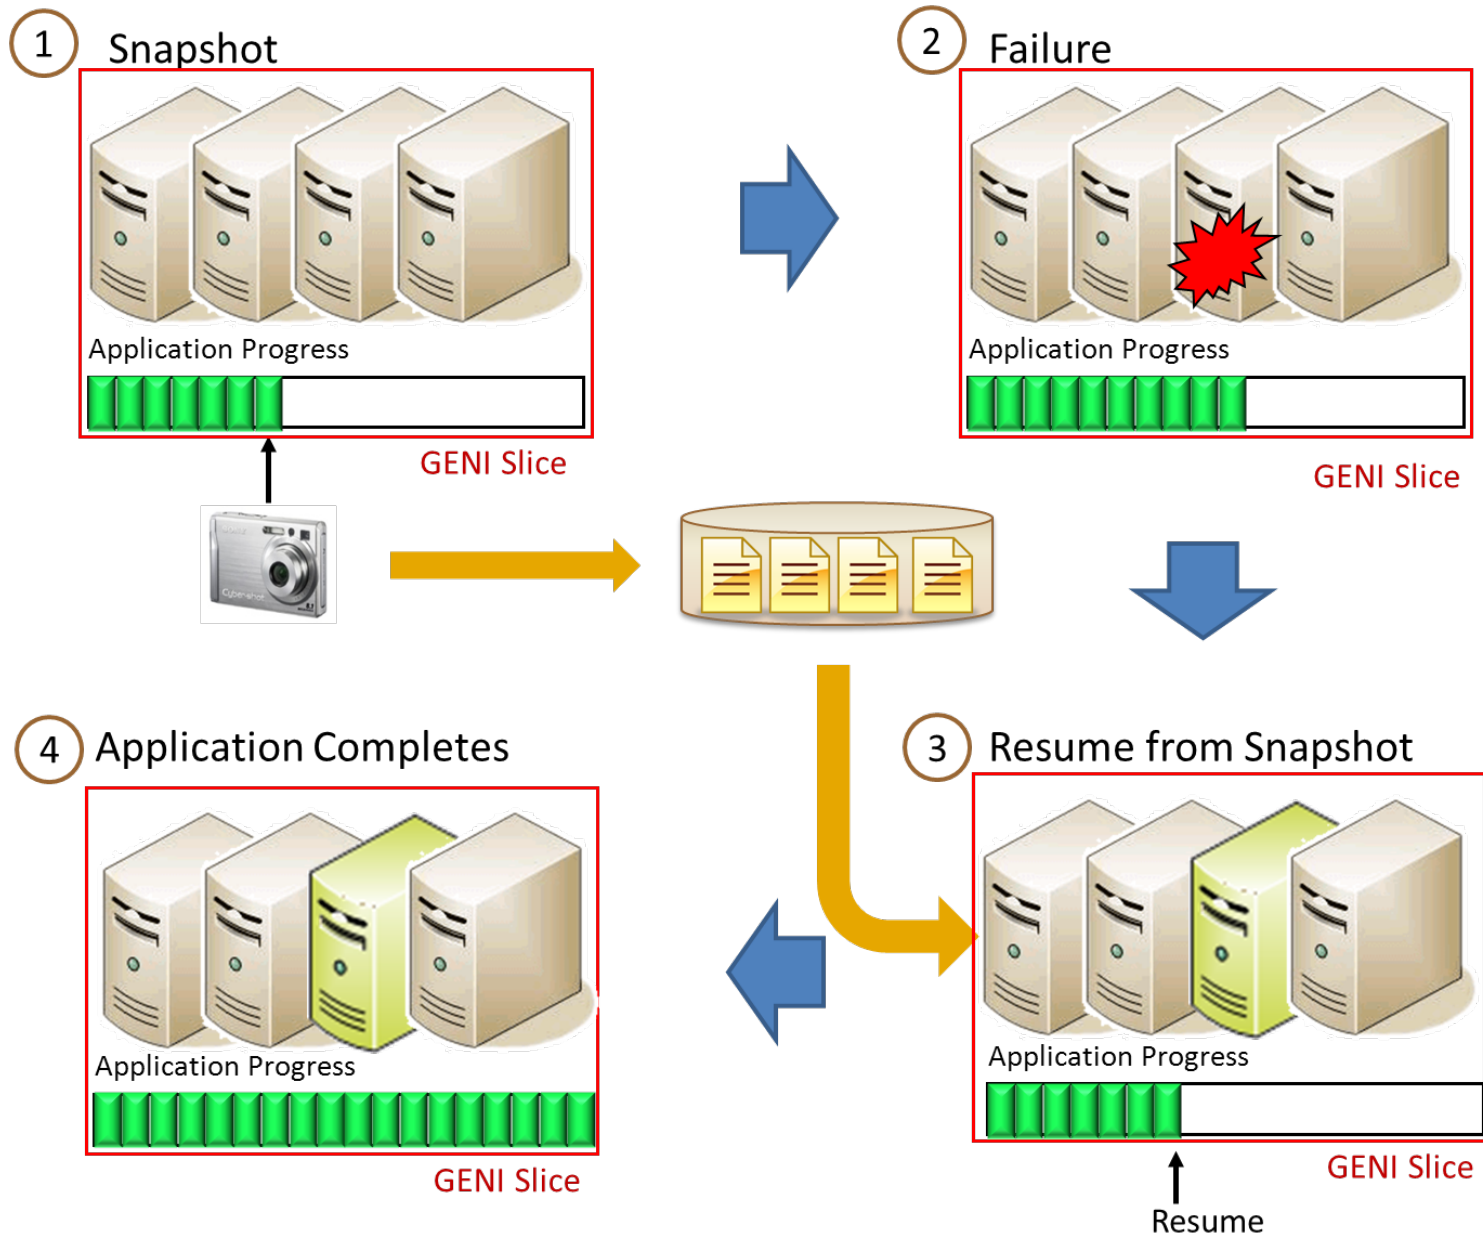 1 Snapshot
Application Progress
GENI Slice
2 Failure
Application Progress
GENI Slice
Cybershot
4 Application Completes
Application Progress
GENI Slice
3 Resume from Snapshot
Application Progress
GENI Slice
Resume